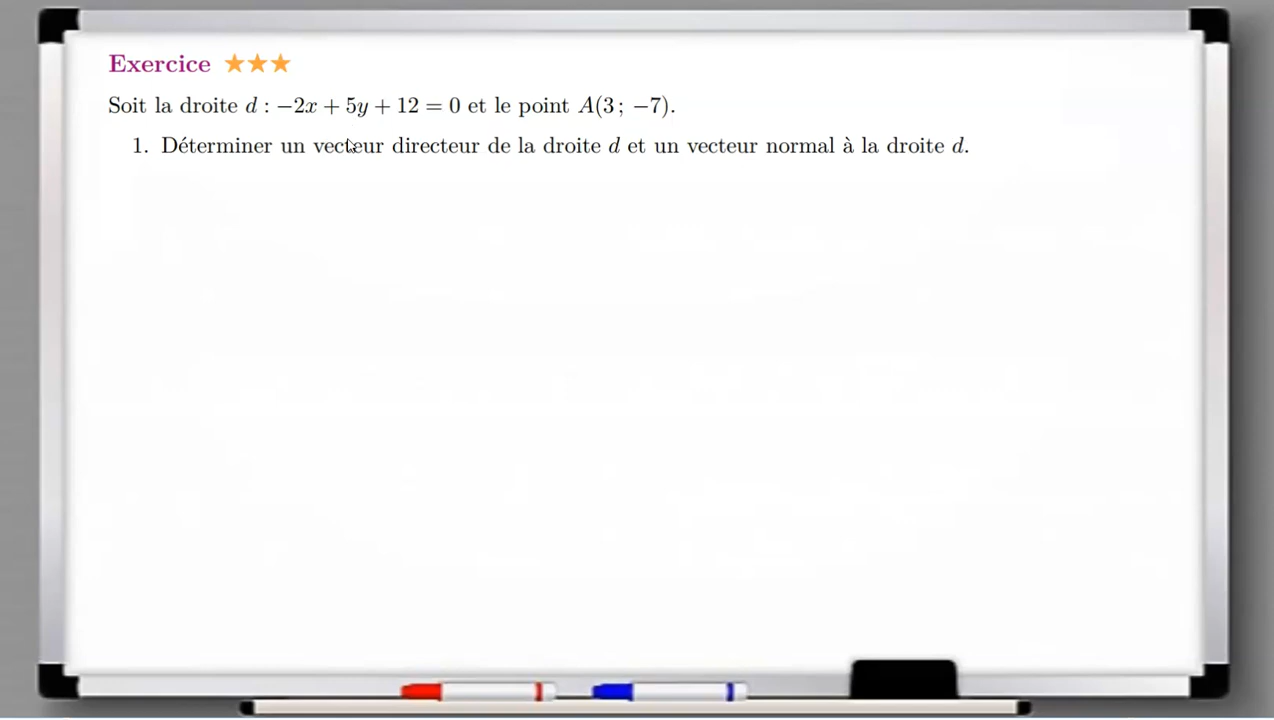 Exercice ★★★
Soit la droite d : −2x + 5y + 12 = 0 et le point A(3 ; −7).
1. Déterminer un vecteur directeur de la droite d et un vecteur normal à la droite d.